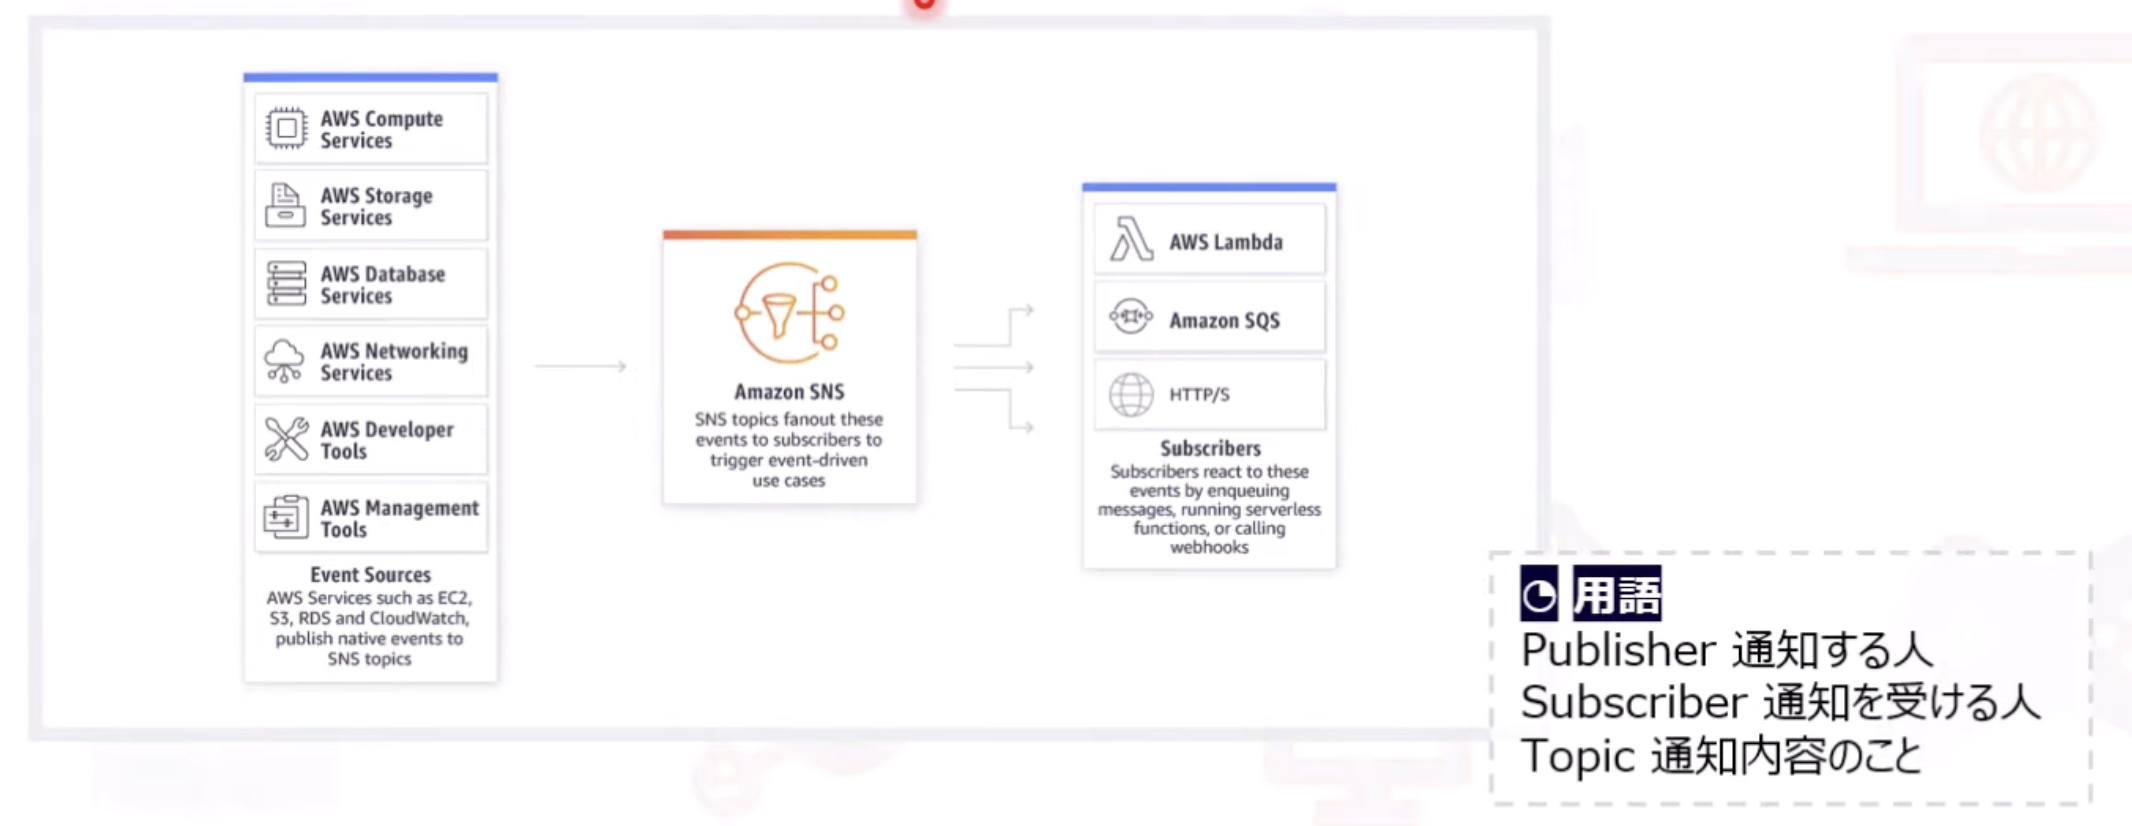 AWS Compute
Services
AWS Storage
Services
AWS Database
Services
AWS Networking
Services
AWS Developer
Tools
AWS Management
Tools
Event Sources
AWS Services such as EC2,
S3, RDS and CloudWatch,
publish native events to
SNS topics
Amazon SNS
SNS topics fanout these
events to subscribers to
trigger event-driven
use cases
AWS Lambda
Amazon SQS
HTTP/S
Subscribers
Subscribers react to these
events by enqueuing
messages, running serverless
functions, or calling
webhooks
用語
Publisher 通知する人
Subscriber 通知を受ける人
Topic 通知内容のこと